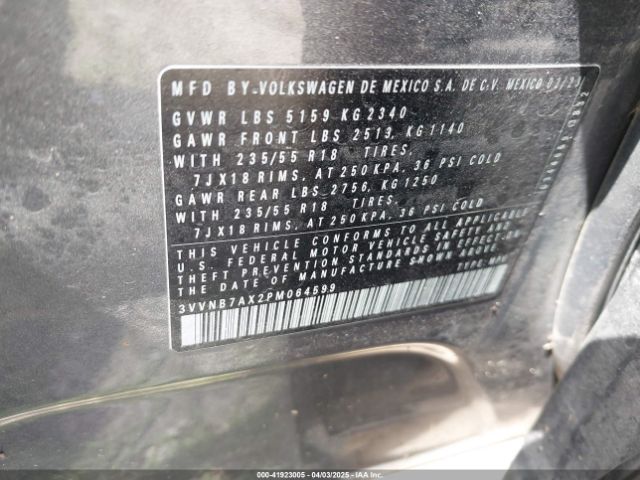 MFD BY-VOLKSWAGEN DE MEXICO S.A. DE C.V. MEXICO
GVWR LBS 5159 KG 2340
GAWR FRONT LBS 2513, KG 1140
WITH 235/55 R18 TIRES,
7JX18 RIMS, AT 250 KPA, 36 PSI COLD
GAWR REAR LBS 2756, KG 1250
WITH 235/55 R18 TIRES,
7JX18 RIMS, AT 250 KPA, 36 PSI COLD
THIS VEHICLE CONFORMS TO ALL APPLICABLE
U.S. FEDERAL MOTOR VEHICLE SAFETY AND
THEFT PREVENTION STANDARDS IN EFFECT ON
THE DATE OF MANUFACTURE SHOWN ABOVE.
3VVNB7AX2PM064599
000-41923005 - 04/03/2025 - IAAI.COM